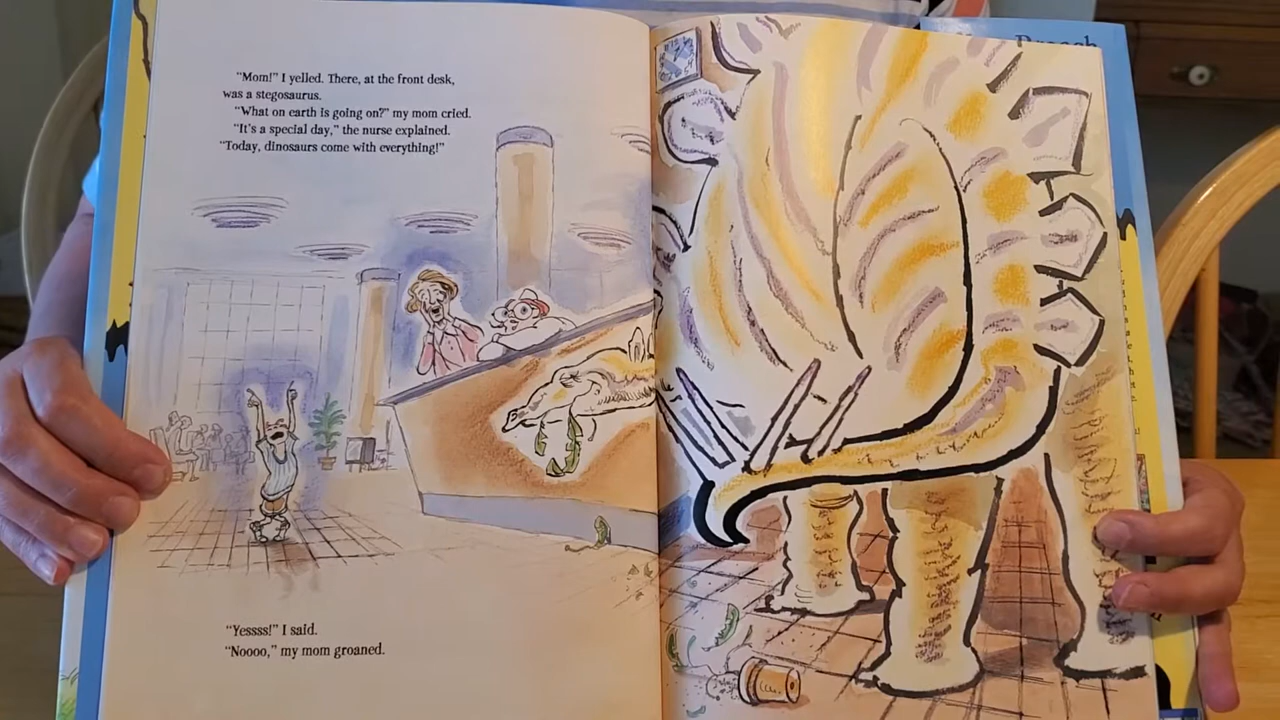 “Mom!” I yelled. There, at the front desk,
was a stegosaurus.
“What on earth is going on?” my mom cried.
“It’s a special day,” the nurse explained.
“Today, dinosaurs come with everything!”
“Yessss!” I said.
“Noooo,” my mom groaned.